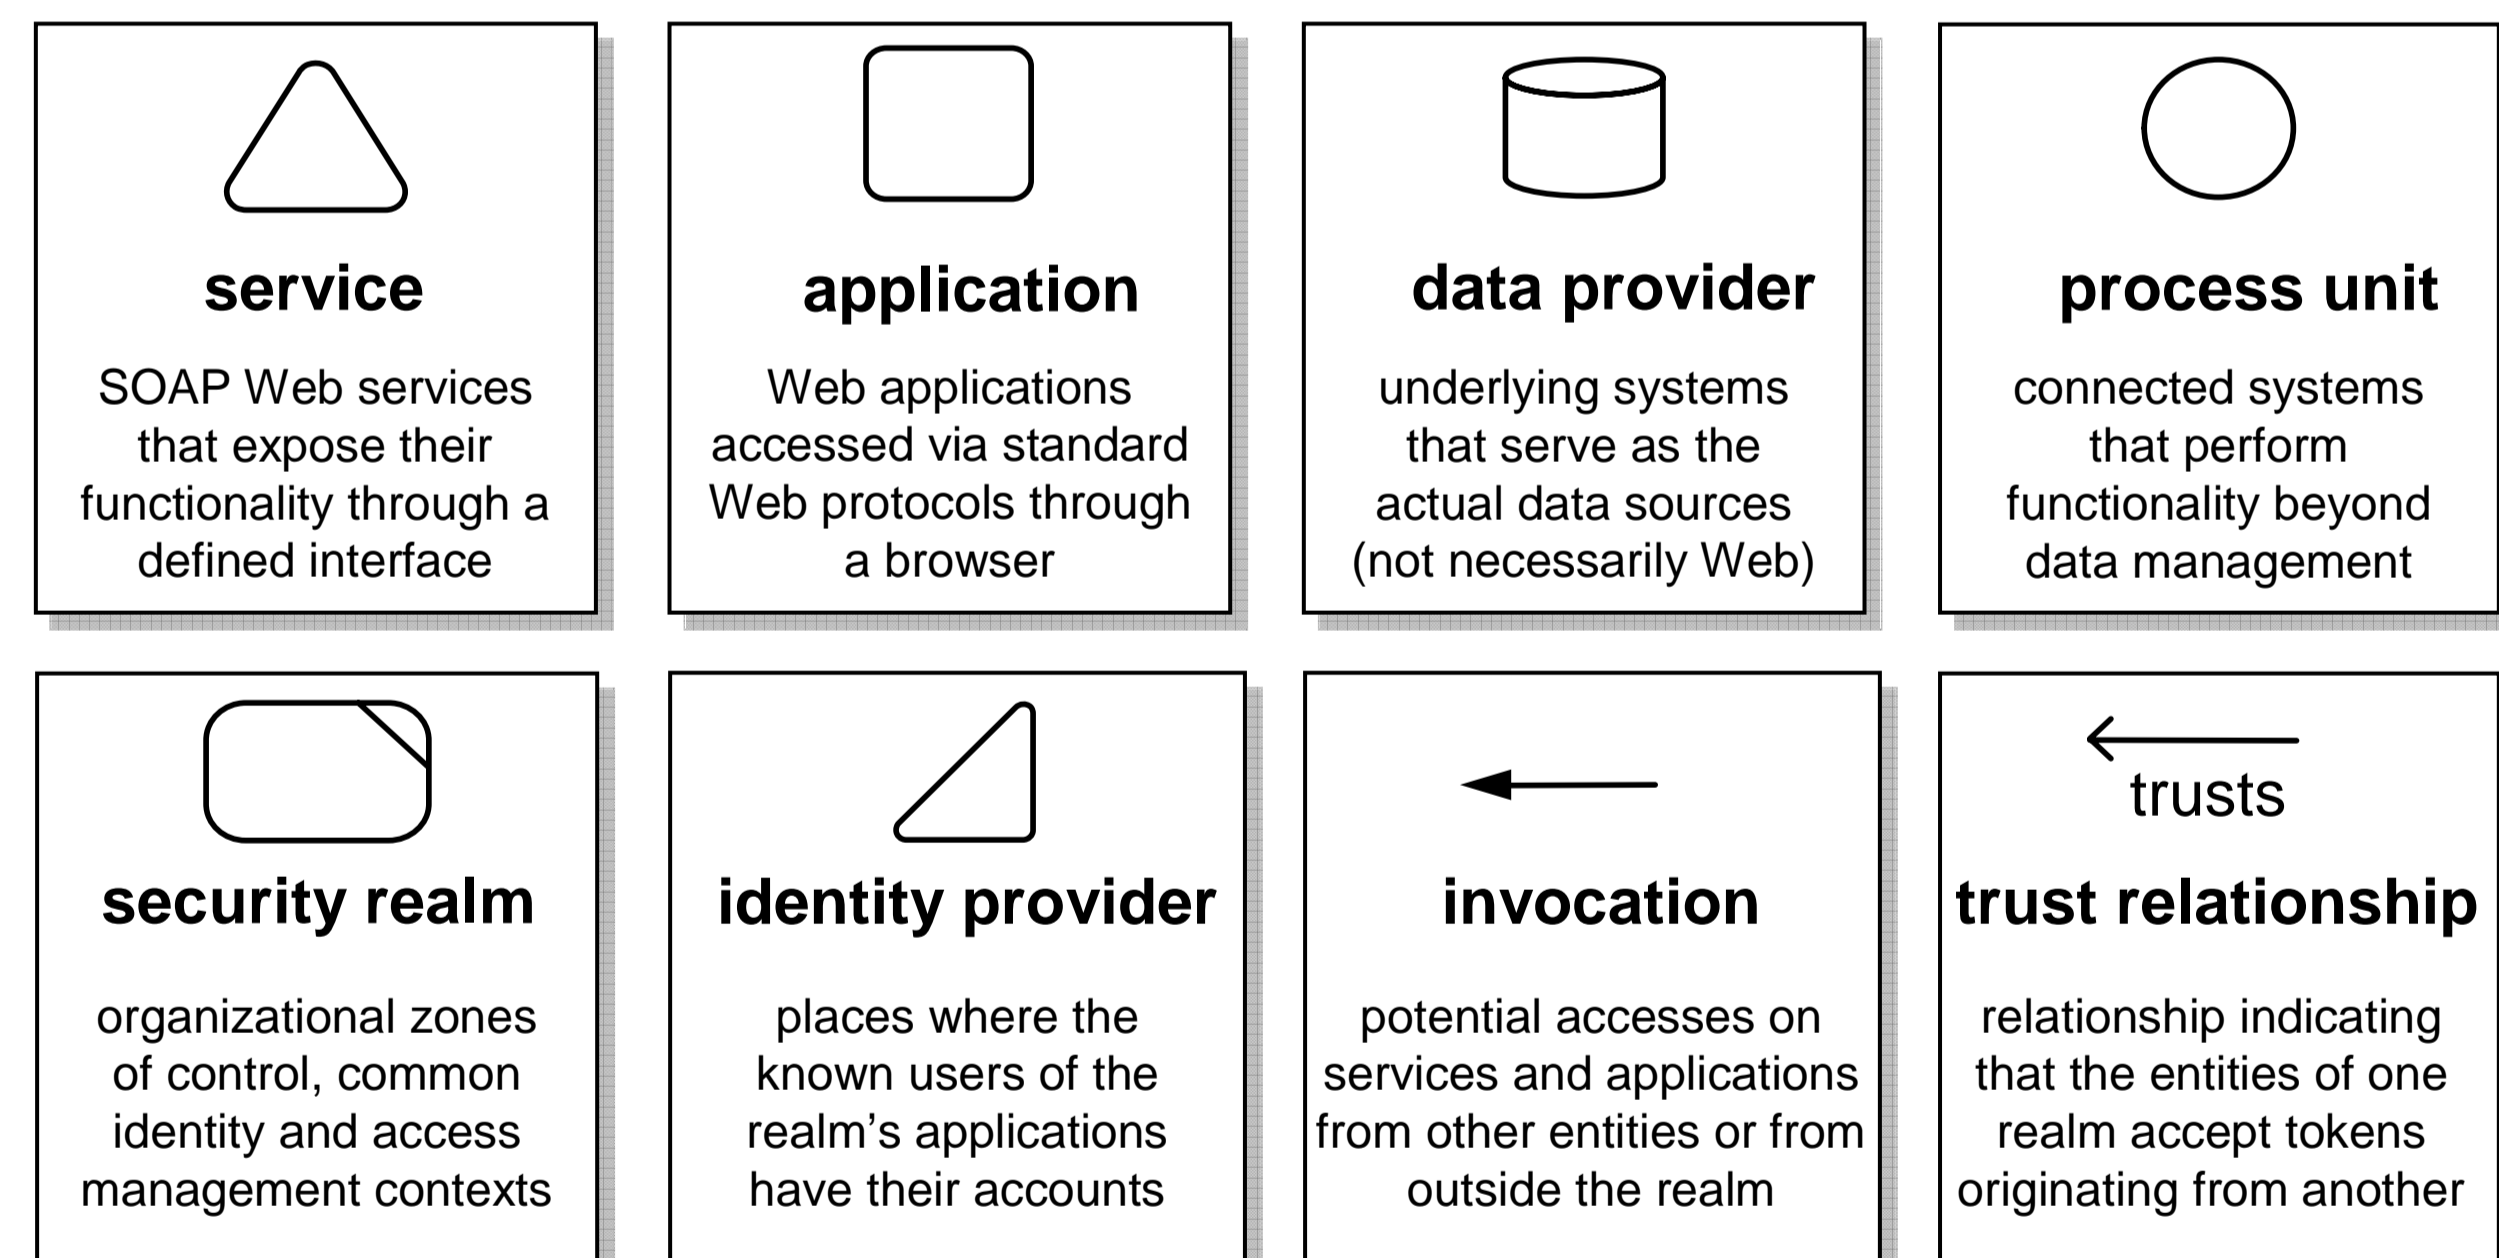 service
SOAP Web services
that expose their
functionality through a
defined interface
application
Web applications
accessed via standard
Web protocols through
a browser
data provider
underlying systems
that serve as the
actual data sources
(not necessarily Web)
process unit
connected systems
that perform
functionality beyond
data management
security realm
organizational zones
of control, common
identity and access
management contexts
identity provider
places where the
known users of the
realm’s applications
have their accounts
invocation
potential accesses on
services and applications
from other entities or from
outside the realm
trusts
trust relationship
relationship indicating
that the entities of one
realm accept tokens
originating from another